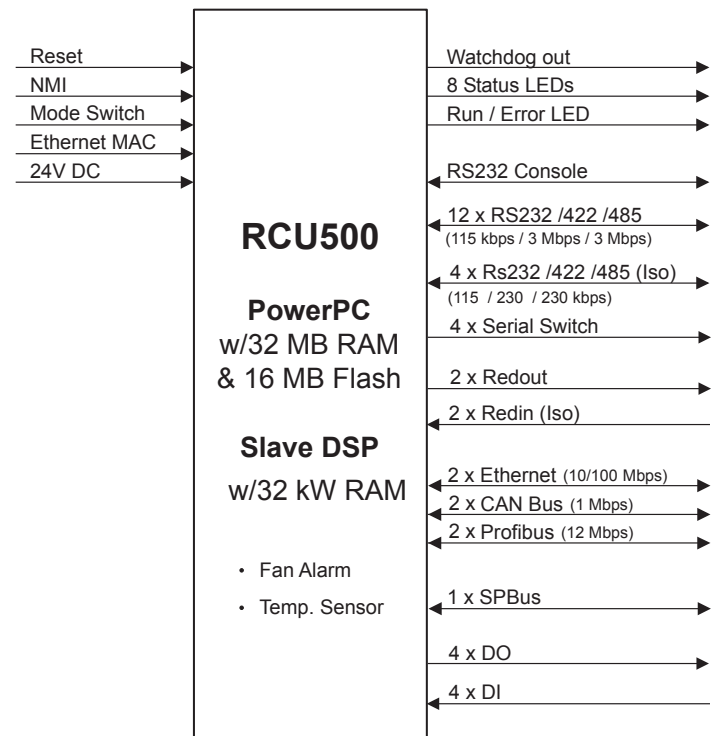 Reset
NMI
Mode Switch
Ethernet MAC
24V DC
RCU500
PowerPC
w/32 MB RAM
& 16 MB Flash
Slave DSP
w/32 kW RAM
• Fan Alarm
• Temp. Sensor
Watchdog out
8 Status LEDs
Run / Error LED
RS232 Console
12 x RS232 /422 /485
(115 kbps / 3 Mbps / 3 Mbps)
4 x Rs232 /422 /485 (Iso)
(115 / 230 / 230 kbps)
4 x Serial Switch
2 x Redout
2 x Redin (Iso)
2 x Ethernet (10/100 Mbps)
2 x CAN Bus (1 Mbps)
2 x Profibus (12 Mbps)
1 x SPBus
4 x DO
4 x DI